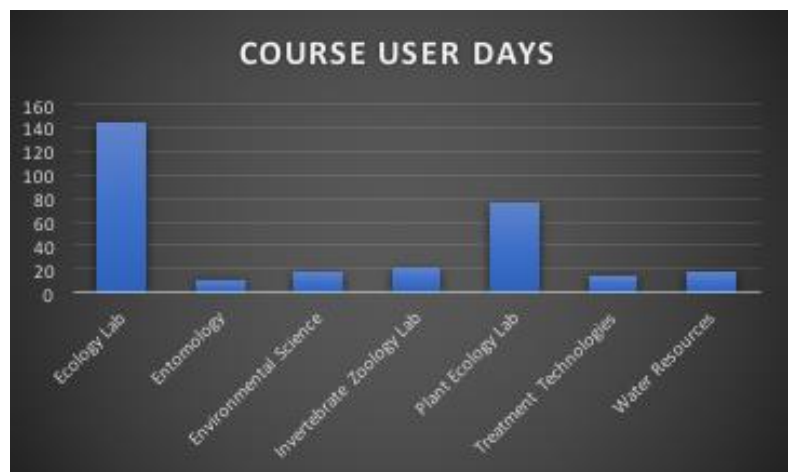 COURSE USER DAYS
160
140
120
100
80
60
40
20
0
Ecology Lab
Entomology
Environmental Science
Invertebrate Zoology Lab
Plant Ecology Lab
Treatment Technologies
Water Resources